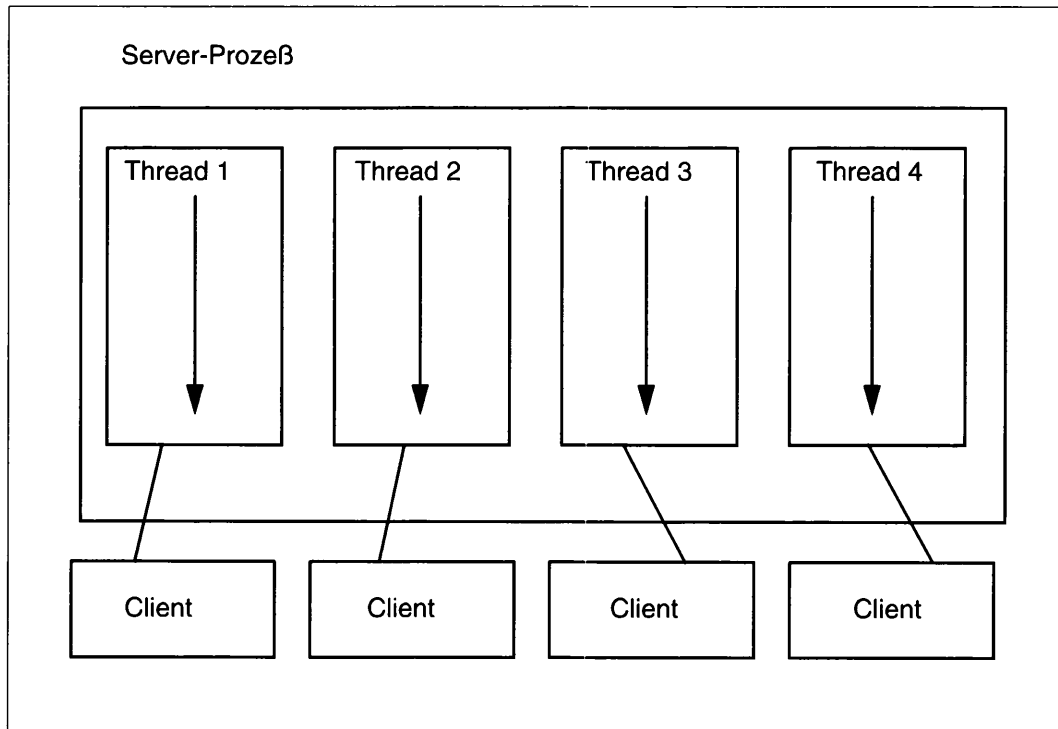 Server-Prozeß
Thread 1
Thread 2
Thread 3
Thread 4
Client
Client
Client
Client